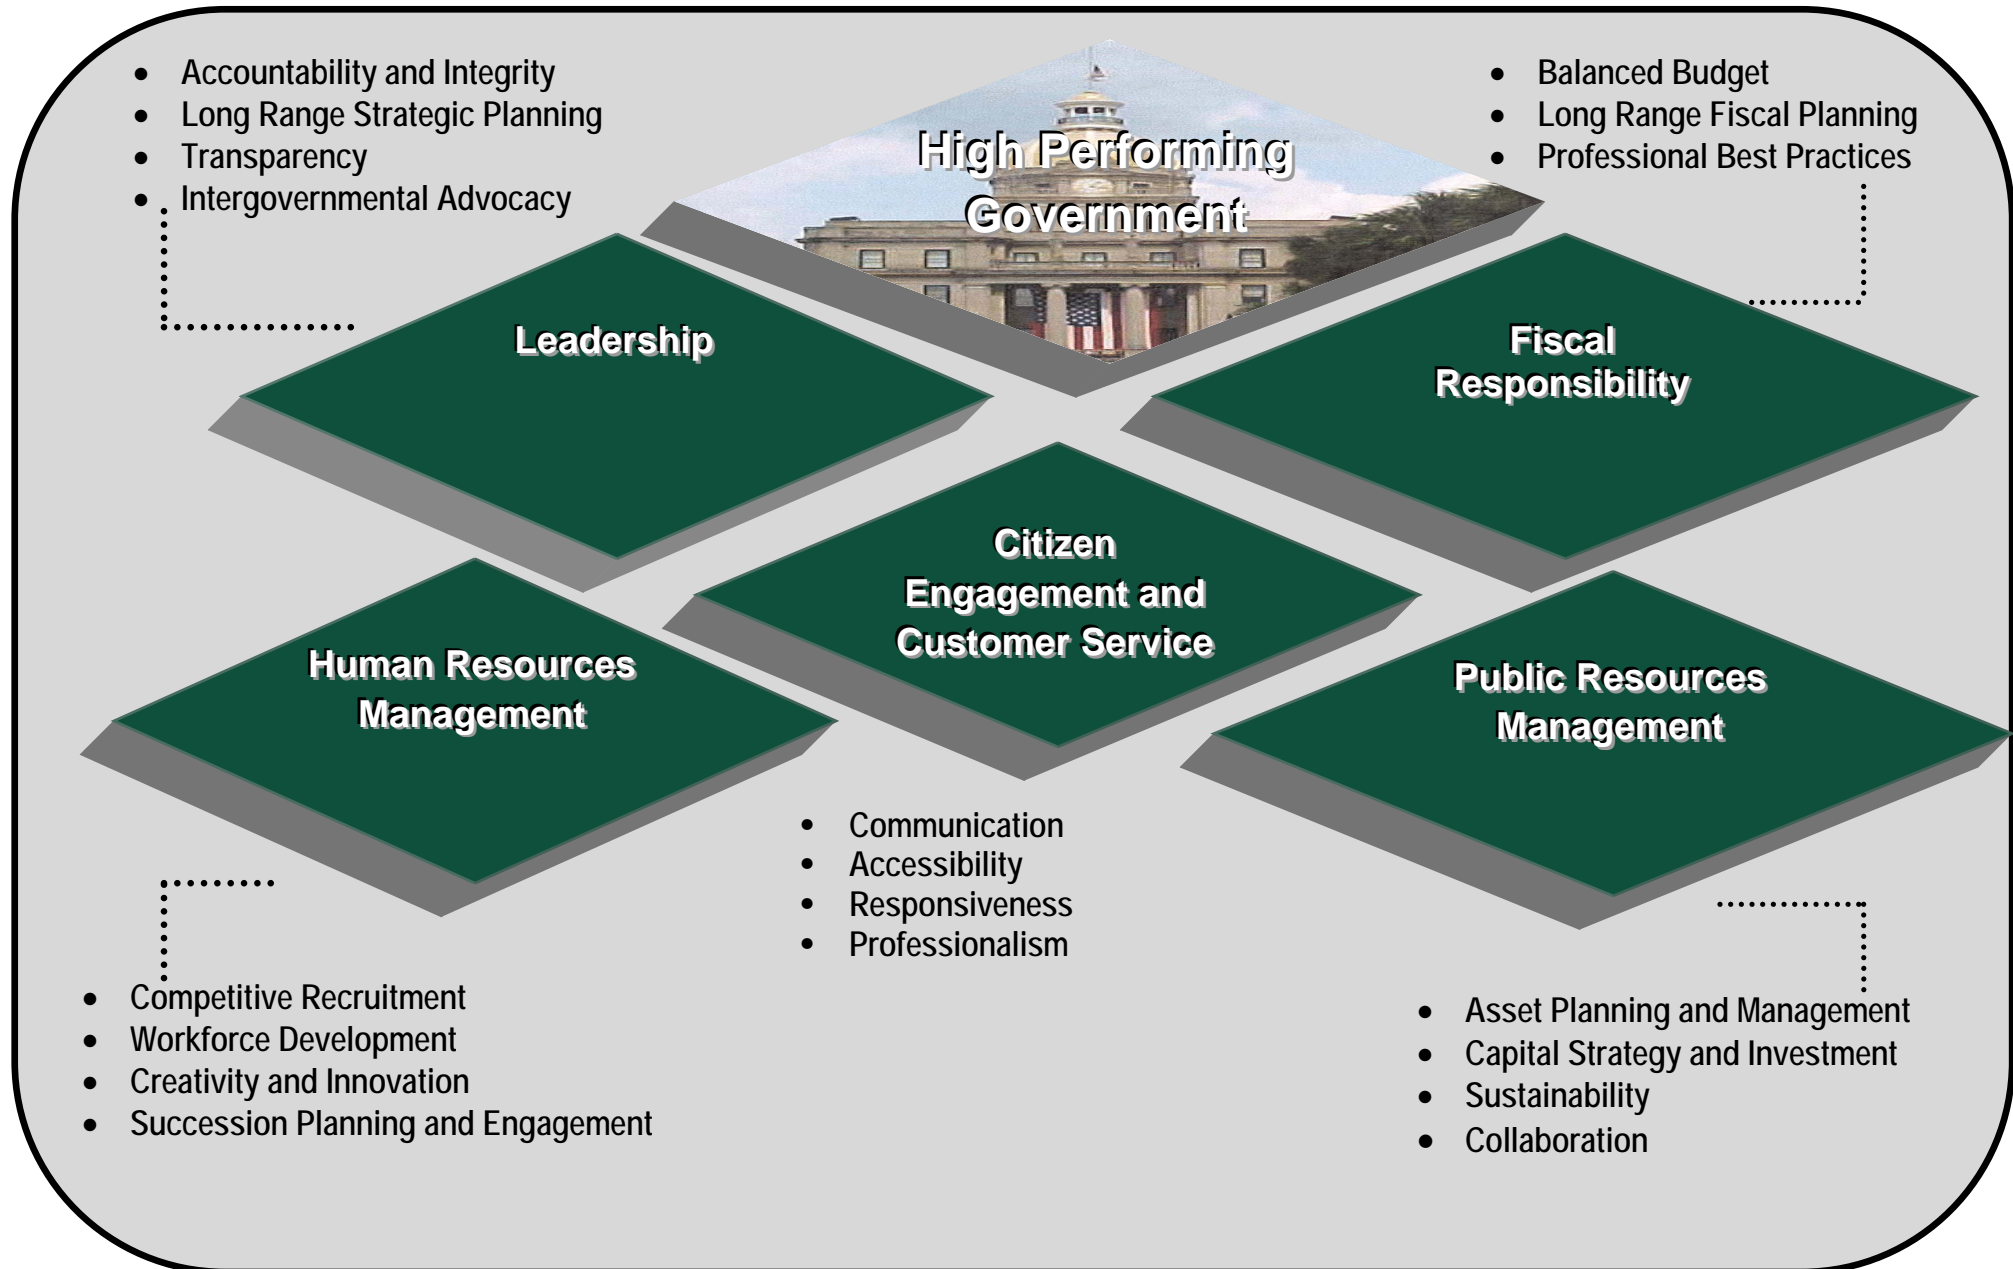 • Accountability and Integrity
• Long Range Strategic Planning
• Transparency
• Intergovernmental Advocacy
High Performing
Government
• Balanced Budget
• Long Range Fiscal Planning
• Professional Best Practices
Leadership
Fiscal
Responsibility
Citizen
Engagement and
Customer Service
Human Resources
Management
Public Resources
Management
• Communication
• Accessibility
• Responsiveness
• Professionalism
• Competitive Recruitment
• Workforce Development
• Creativity and Innovation
• Succession Planning and Engagement
• Asset Planning and Management
• Capital Strategy and Investment
• Sustainability
• Collaboration